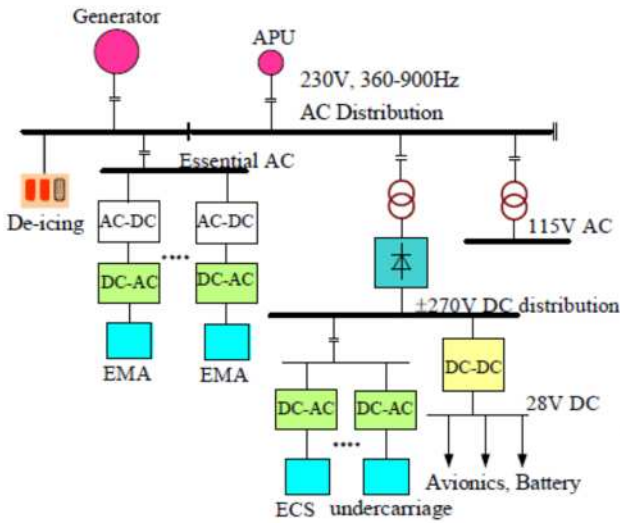 Generator
APU
230V, 360-900Hz
AC Distribution
Essential AC
De-icing
AC-DC
AC-DC
115V AC
DC-AC
DC-AC
±270V DC distribution
EMA
EMA
DC-DC
DC-AC
DC-AC
28V DC
Avionics, Battery
ECS
undercarriage